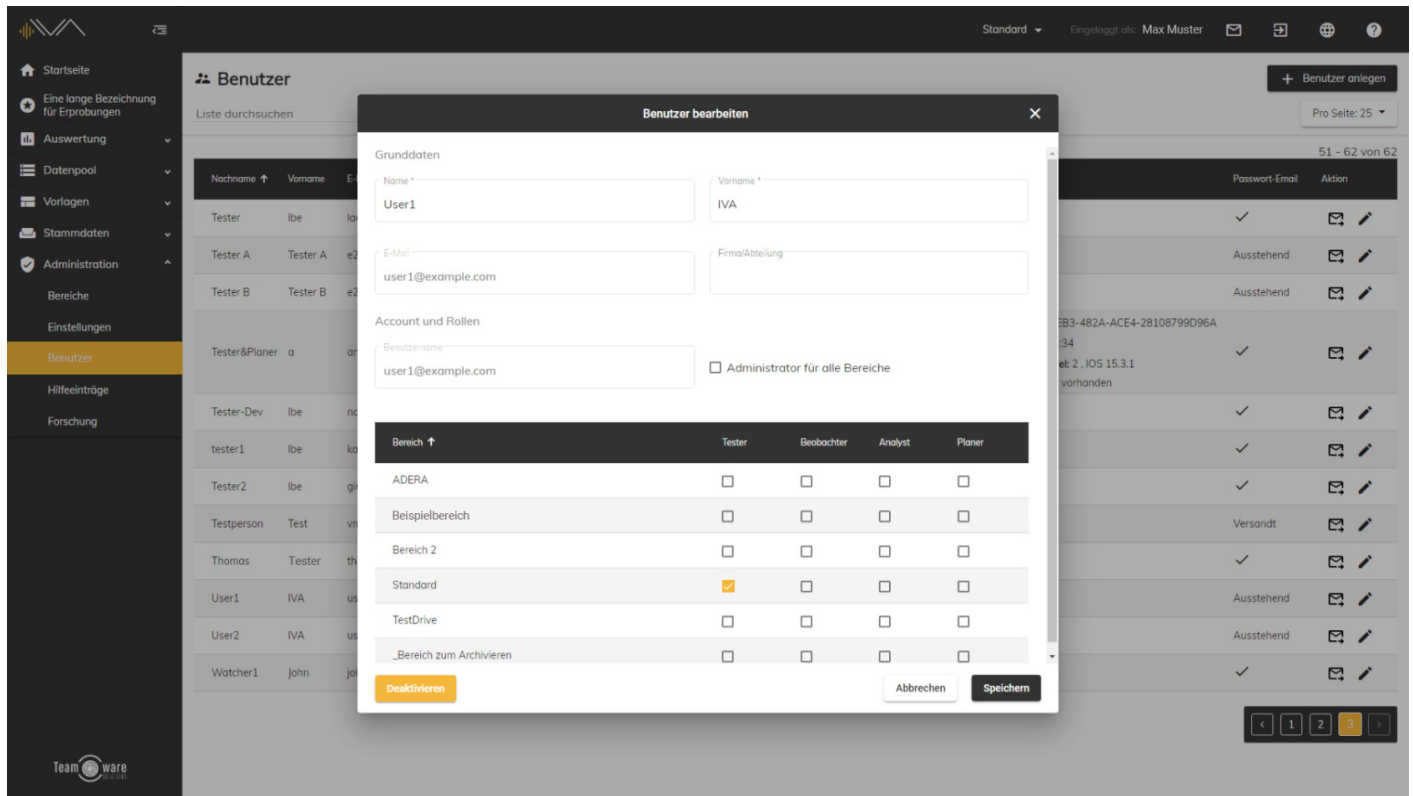 IVA
Standard
Eingeloggt als: Max Muster
Startseite
Eine lange Bezeichnung
für Erprobungen
Auswertung
Datenpool
Vorlagen
Stammdaten
Administration
Bereiche
Einstellungen
Benutzer
Hilfeeinträge
Forschung
Team ware
Benutzer
+ Benutzer anlegen
Liste durchsuchen
Pro Seite: 25
51 - 62 von 62
Nachname ↑ Vorname Passwort-Email Aktion
Tester Ibe
Tester A Tester A e2 Ausstehend
Tester B Tester B e2 Ausstehend
Tester&Planer a EB3-482A-ACE4-28108799D96A
:34
el: 2 , IOS 15.3.1
vorhanden
Tester-Dev Ibe
tester1 Ibe
Tester2 Ibe
Testperson Test Versandt
Thomas Tester th
User1 IVA us Ausstehend
User2 IVA us Ausstehend
Watcher1 John
1 2 3
Benutzer bearbeiten
Grunddaten
Name *
User1
Vorname *
IVA
E-Mail
user1@example.com
Firma/Abteilung
Account und Rollen
Benutzername
user1@example.com
Administrator für alle Bereiche
Bereich ↑ Tester Beobachter Analyst Planer
ADERA
Beispielbereich
Bereich 2
Standard
TestDrive
_Bereich zum Archivieren
Deaktivieren
Abbrechen
Speichern